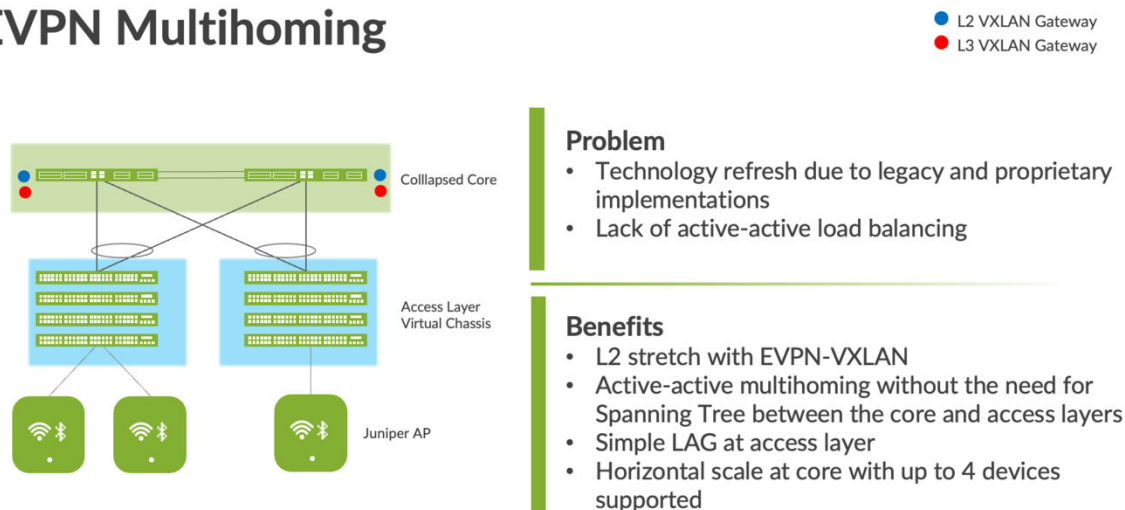 EVPN Multihoming
L2 VXLAN Gateway
L3 VXLAN Gateway
Colllapsed Core
Access Layer
Virtual Chassis
Juniper AP
Problem
• Technology refresh due to legacy and proprietary
implementations
• Lack of active-active load balancing
Benefits
• L2 stretch with EVPN-VXLAN
• Active-active multihoming without the need for
Spanning Tree between the core and access layers
• Simple LAG at access layer
• Horizontal scale at core with up to 4 devices
supported